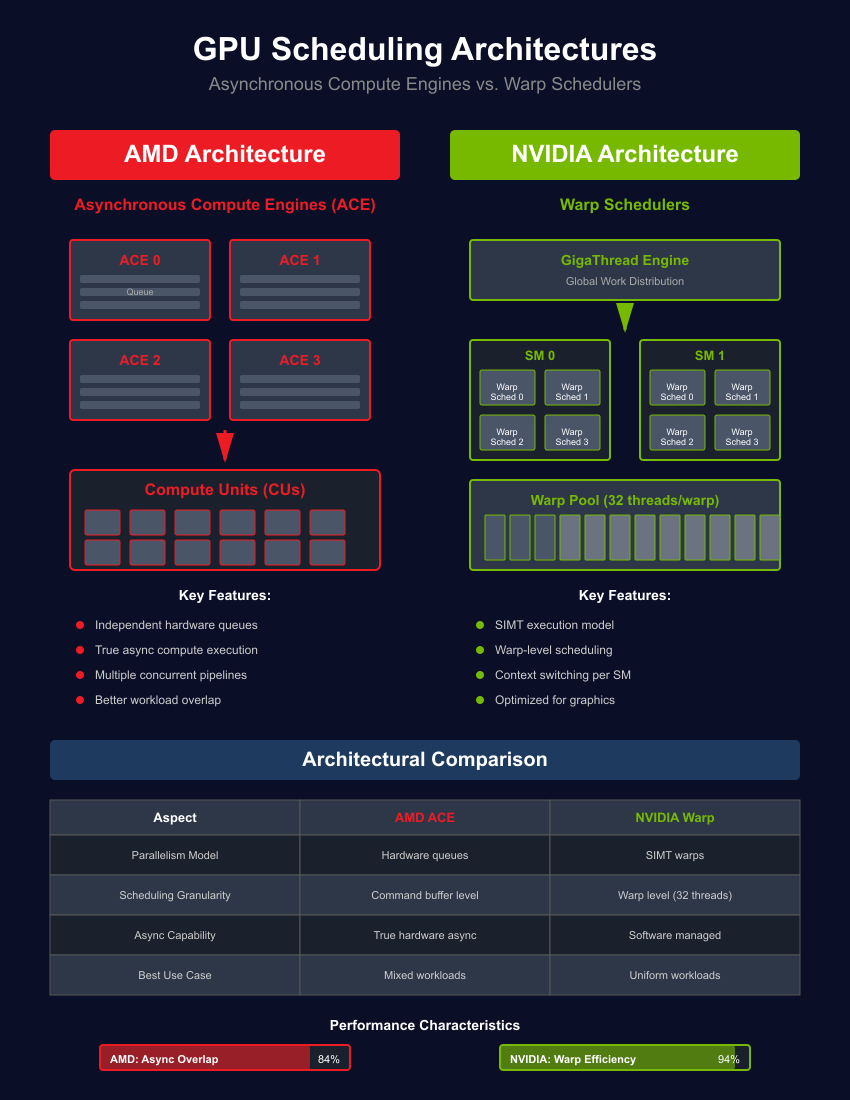 GPU Scheduling Architectures
Asynchronous Compute Engines vs. Warp Schedulers
AMD Architecture
Asynchronous Compute Engines (ACE)
ACE 0
Queue
ACE 1
ACE 2
ACE 3
Compute Units (CUs)
Key Features:
Independent hardware queues
True async compute execution
Multiple concurrent pipelines
Better workload overlap
NVIDIA Architecture
Warp Schedulers
GigaThread Engine
Global Work Distribution
SM 0
Warp
Sched 0
Warp
Sched 1
Warp
Sched 2
Warp
Sched 3
SM 1
Warp
Sched 0
Warp
Sched 1
Warp
Sched 2
Warp
Sched 3
Warp Pool (32 threads/warp)
Key Features:
SIMT execution model
Warp-level scheduling
Context switching per SM
Optimized for graphics
Architectural Comparison
Aspect AMD ACE NVIDIA Warp
Parallelism Model Hardware queues SIMT warps
Scheduling Granularity Command buffer level Warp level (32 threads)
Async Capability True hardware async Software managed
Best Use Case Mixed workloads Uniform workloads
Performance Characteristics
AMD: Async Overlap 84%
NVIDIA: Warp Efficiency 94%